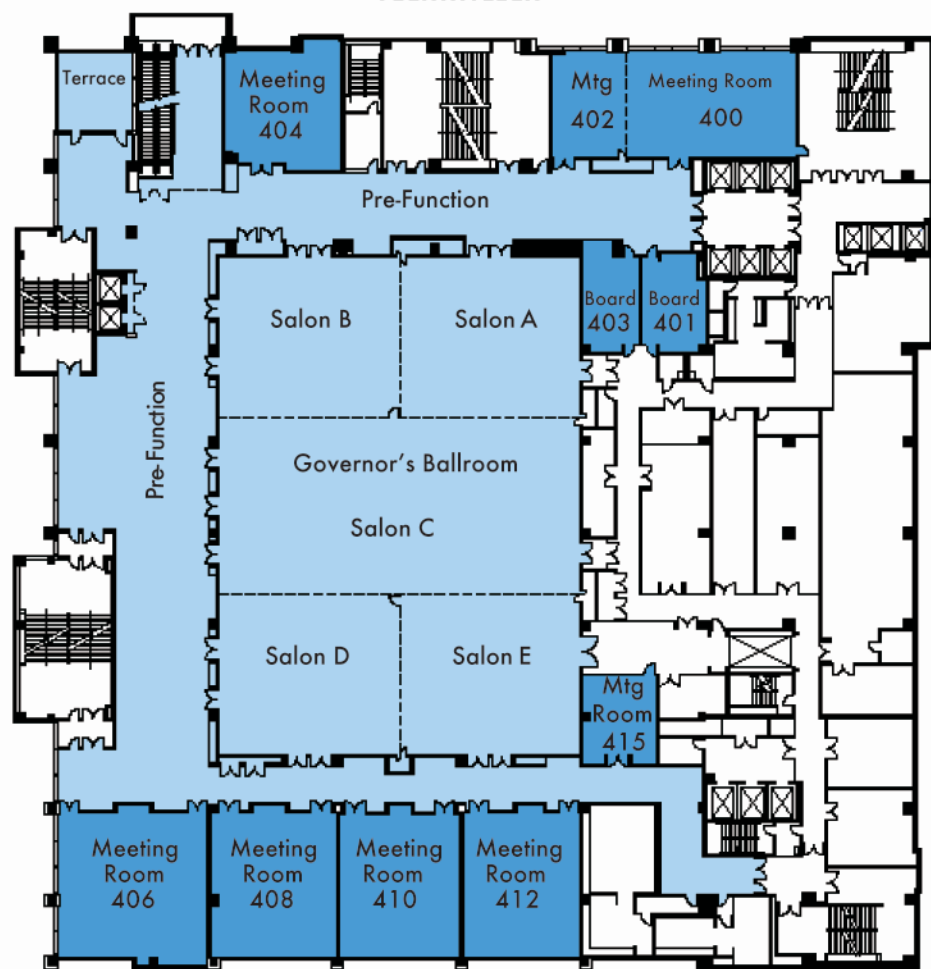 Terrace
Meeting
Room
404
Mtg
402
Meeting Room
400
Pre-Function
Salon B
Salon A
Board
403
Board
401
Pre-Function
Governor's Ballroom
Salon C
Salon D
Salon E
Mtg
Room
415
Meeting
Room
406
Meeting
Room
408
Meeting
Room
410
Meeting
Room
412